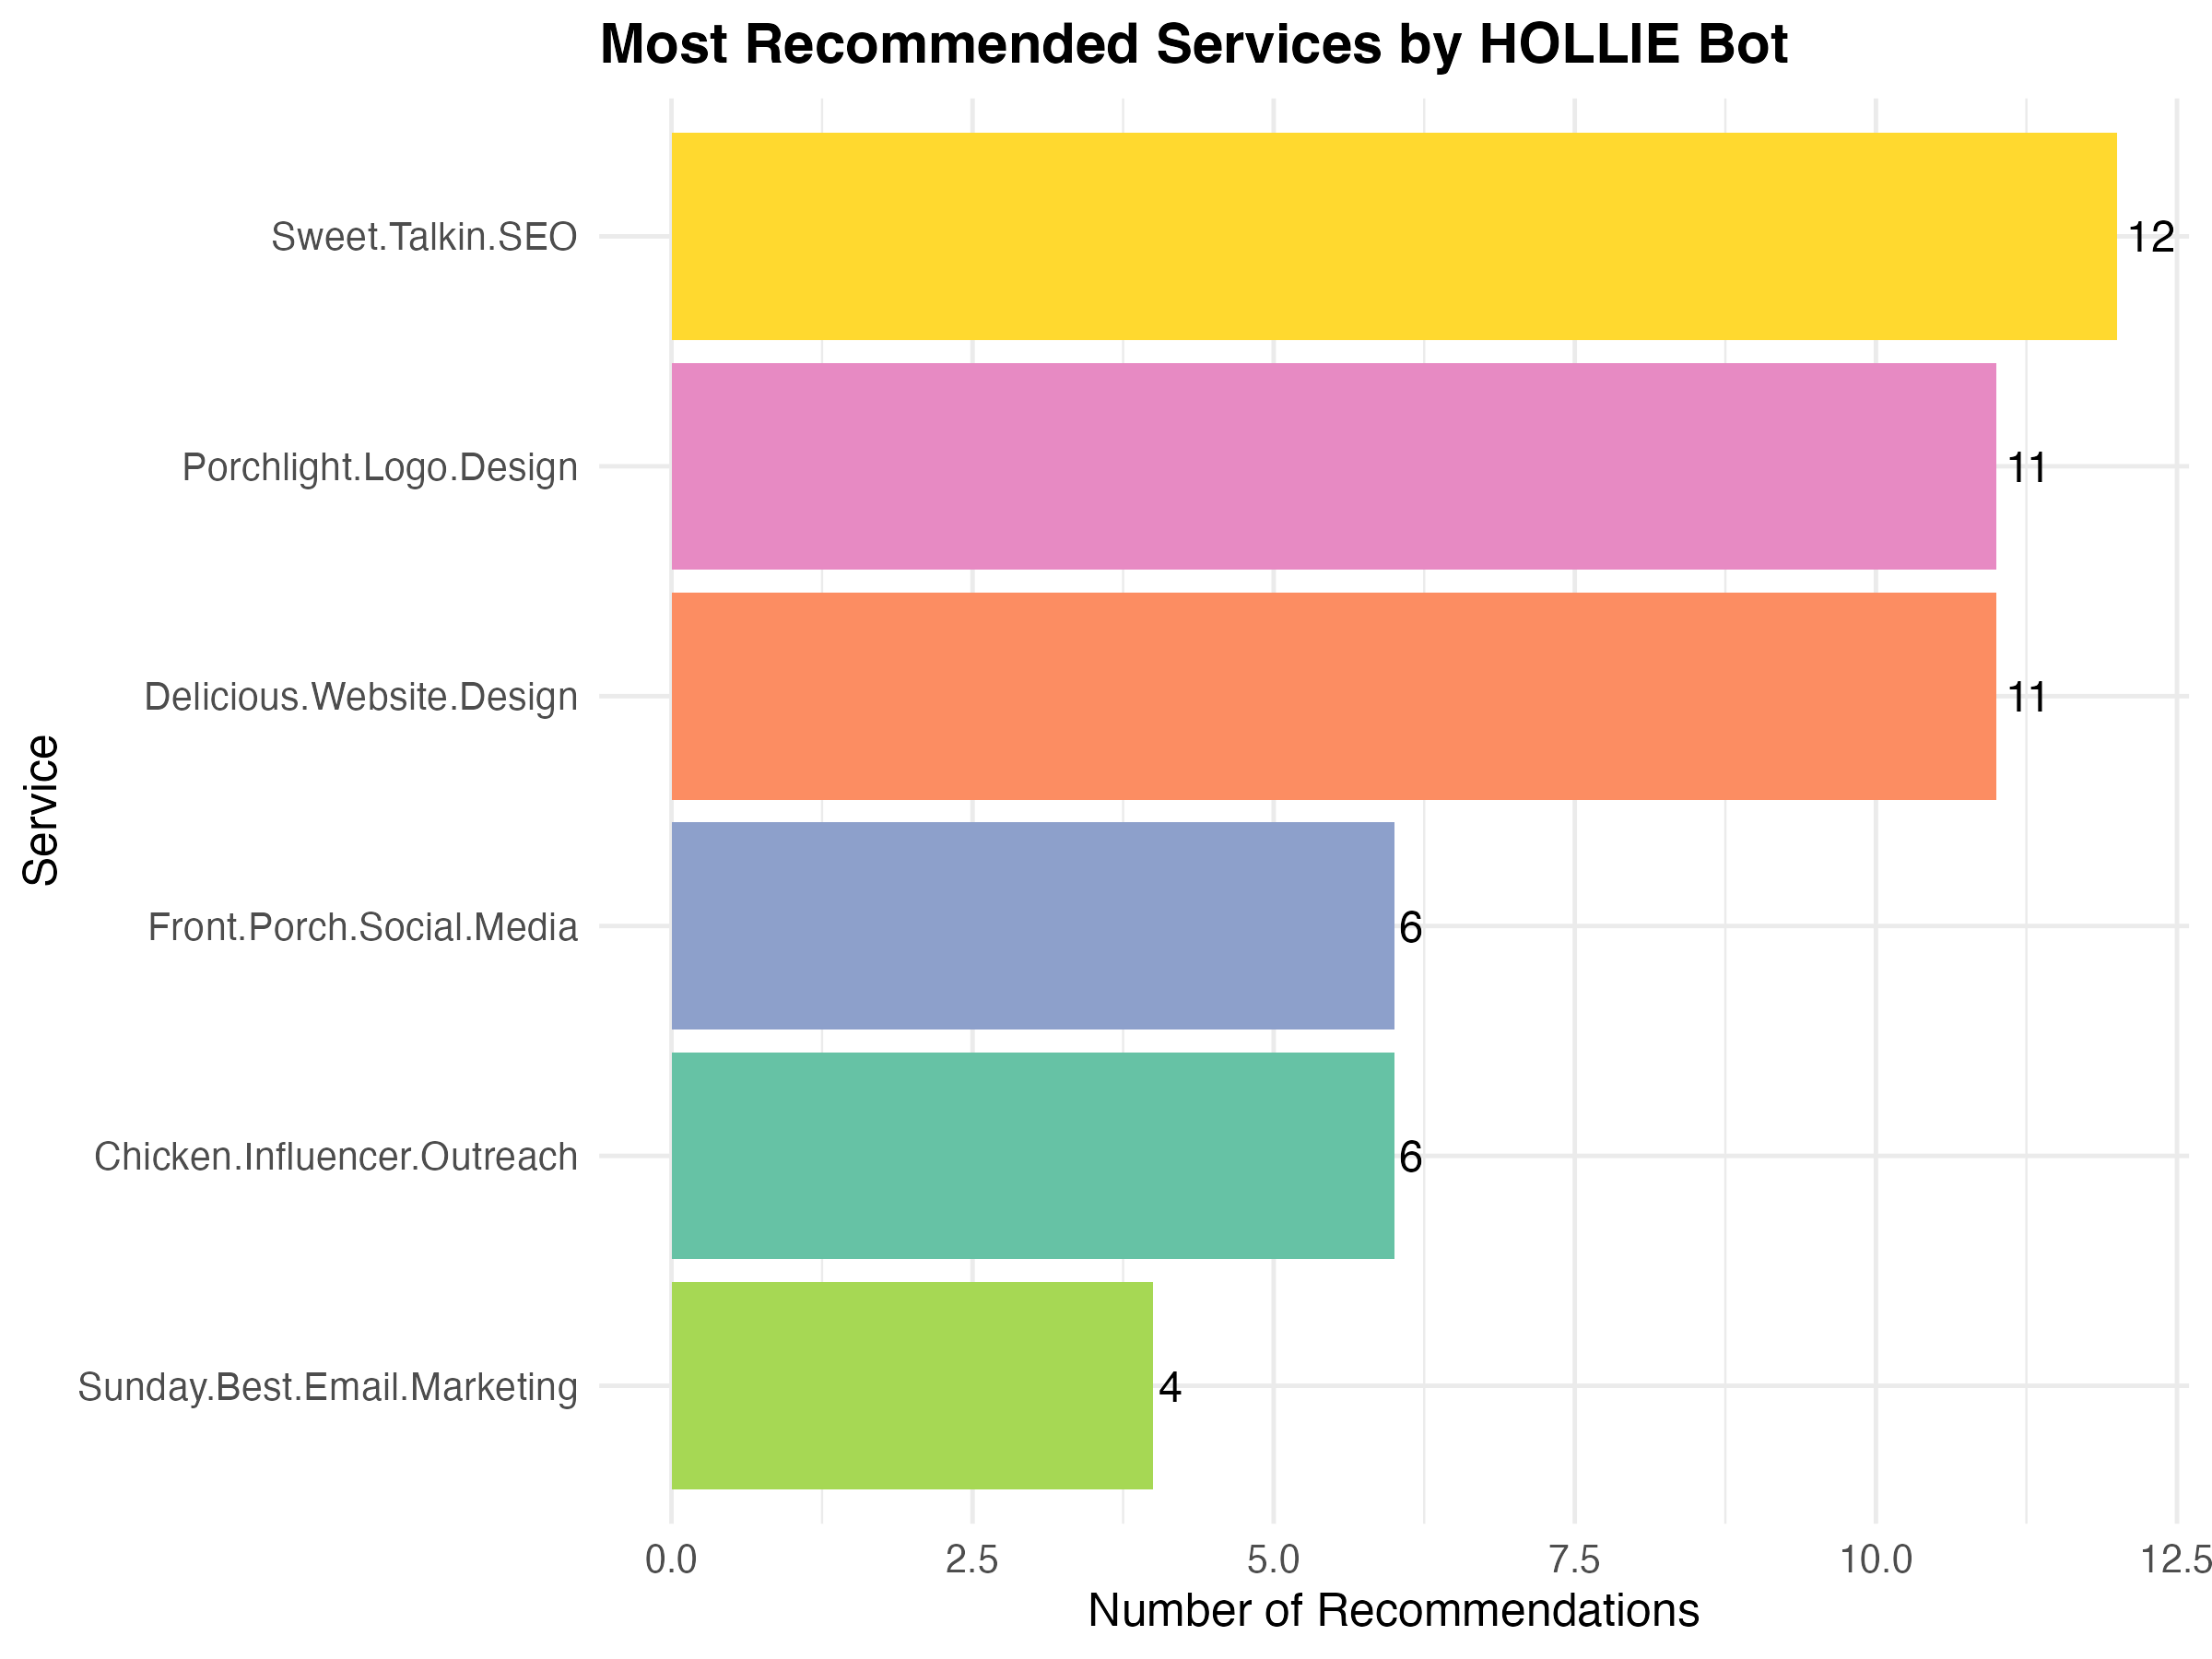 Most Recommended Services by HOLLIE Bot
Service
Sweet.Talkin.SEO
12
Porchlight.Logo.Design
11
Delicious.Website.Design
11
Front.Porch.Social.Media
6
Chicken.Influencer.Outreach
6
Sunday.Best.Email.Marketing
4
0.0 2.5 5.0 7.5 10.0 12.5
Number of Recommendations